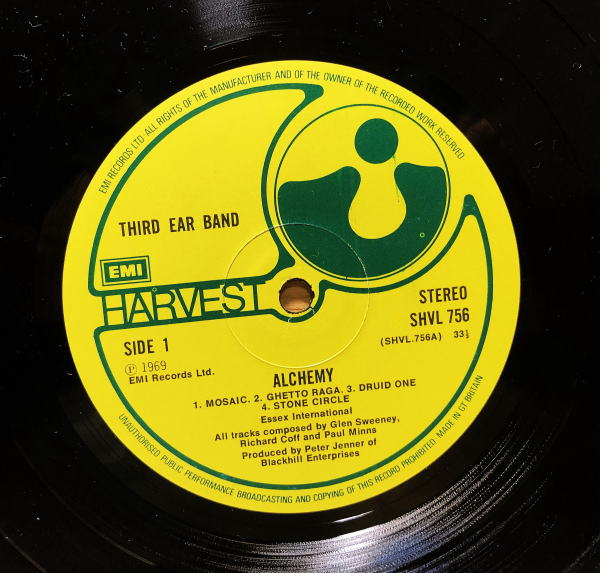 EMI RECORDS LTD ALL RIGHTS OF THE MANUFACTURER AND OF THE OWNER OF THE RECORDED WORK RESERVED
THIRD EAR BAND
EMI
HARVEST
STEREO
SHVL 756
(SHVL.756A) 33⅓
SIDE 1
Ⓟ 1969
EMI Records Ltd.
ALCHEMY
1. MOSAIC. 2. GHETTO RAGA. 3. DRUID ONE
4. STONE CIRCLE
Essex International
All tracks composed by Glen Sweeney,
Richard Coff and Paul Minns
Produced by Peter Jenner of
Blackhill Enterprises
UNAUTHORISED PUBLIC PERFORMANCE BROADCASTING AND COPYING OF THIS RECORD PROHIBITED. MADE IN GT BRITAIN